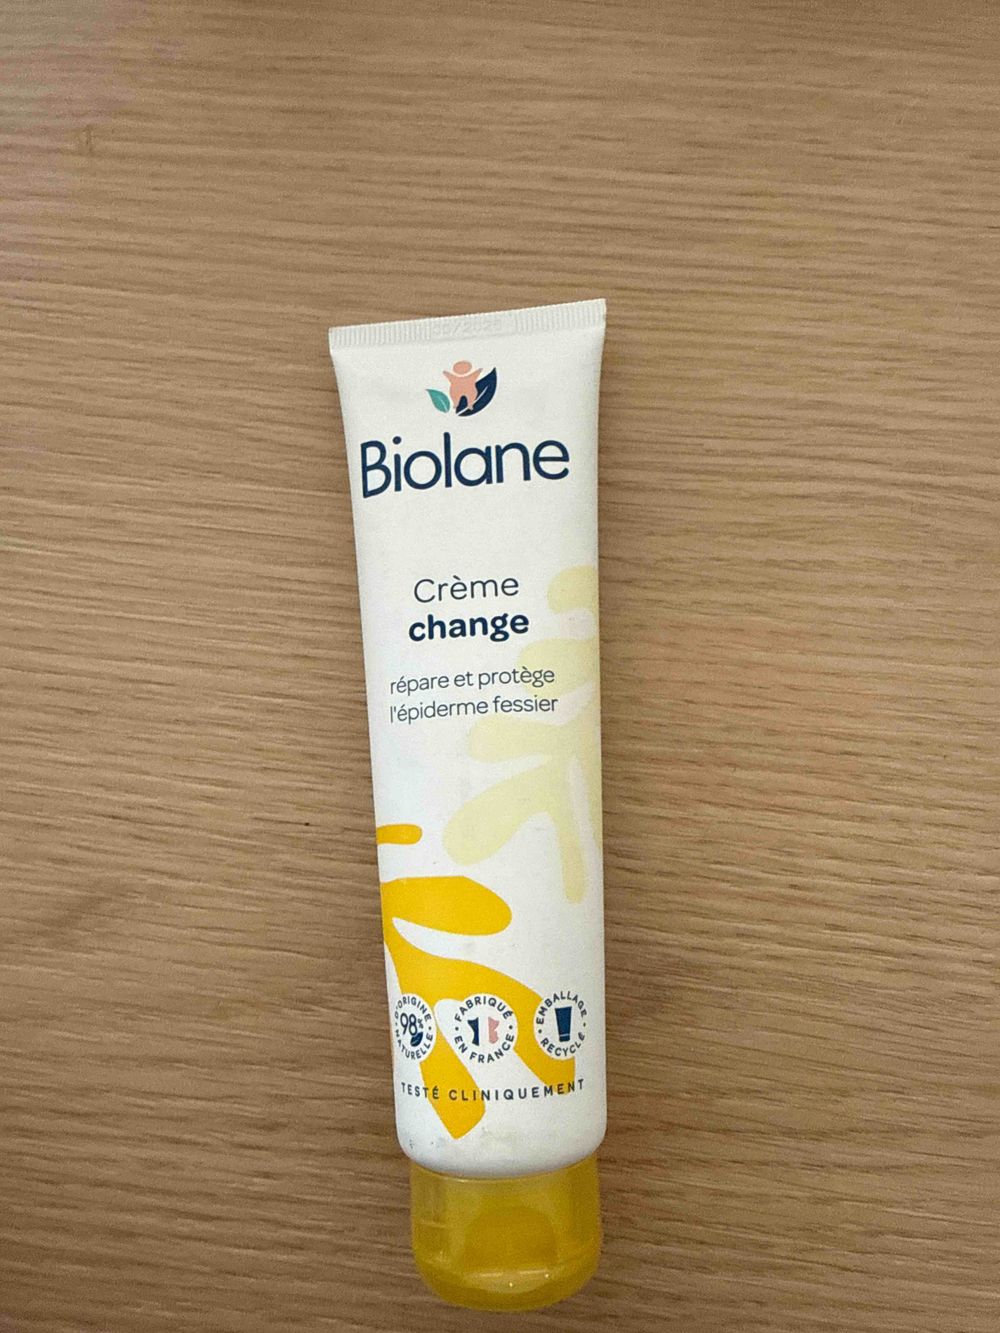 Biolane
Crème
change
répare et protège
l'épiderme fessier
98%
D'ORIGINE
NATURELLE
FABRIQUÉ
EN FRANCE
EMBALLAGE
RECYCLÉ
TESTÉ CLINIQUEMENT